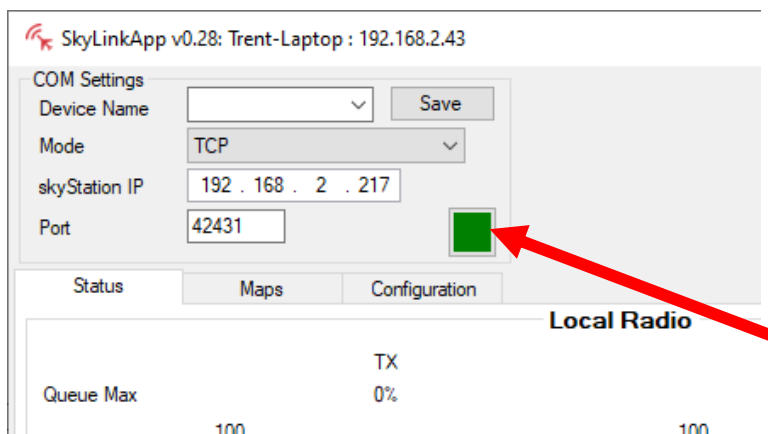 SkyLinkApp v0.28: Trent-Laptop : 192.168.2.43
COM Settings
Device Name
Save
Mode
TCP
skyStation IP
192 . 168 . 2 . 217
Port
42431
Status
Maps
Configuration
Local Radio
TX
Queue Max
0%
100
100